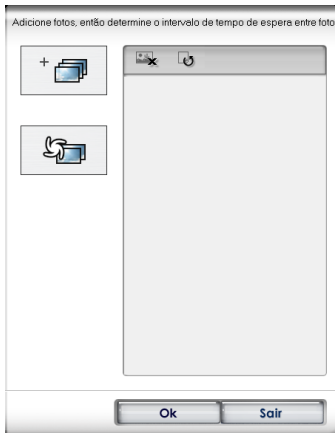 Adicione fotos, então determine o intervalo de tempo de espera entre foto
Ok
Sair